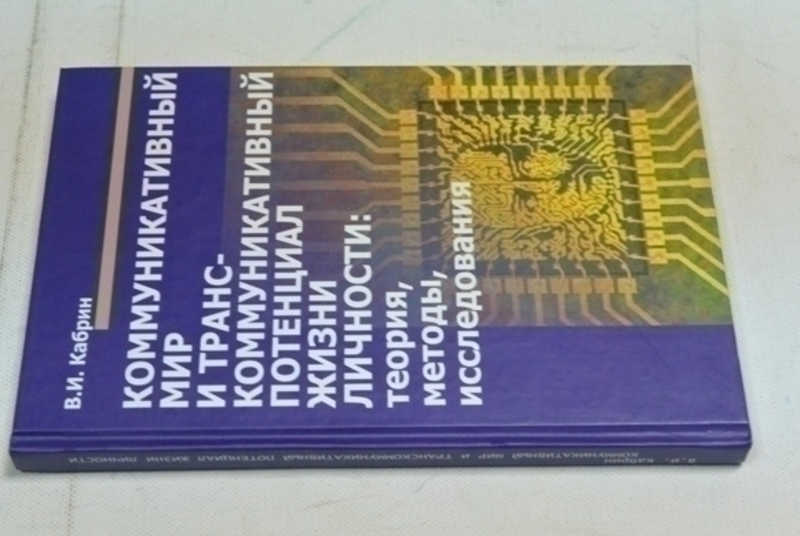 В.И. Кабрин
КОММУНИКАТИВНЫЙ
МИР
И ТРАНС-
КОММУНИКАТИВНЫЙ
ПОТЕНЦИАЛ
ЖИЗНИ
ЛИЧНОСТИ:
теория,
методы,
исследования
В.И. КАБРИН
КОММУНИКАТИВНЫЙ МИР И ТРАНСКОММУНИКАТИВНЫЙ ПОТЕНЦИАЛ ЖИЗНИ ЛИЧНОСТИ